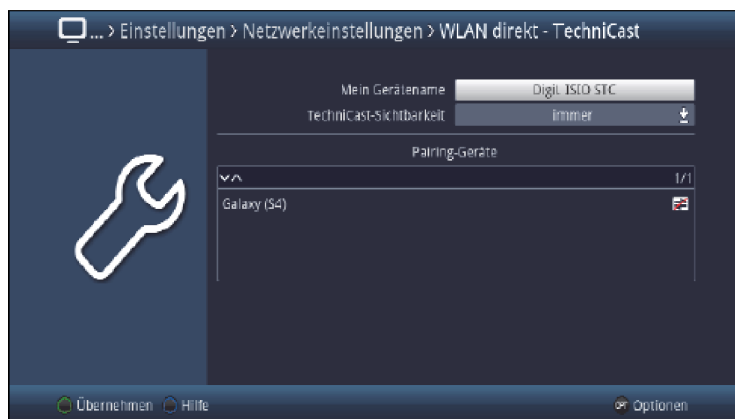 ... > Einstellungen > Netzwerkeinstellungen > WLAN direkt - TechniCast
Mein Gerätename Digit ISIO STC
TechniCast-Sichtbarkeit immer
Pairing-Geräte
1/1
Galaxy (S4)
Übernehmen Hilfe OPT Optionen